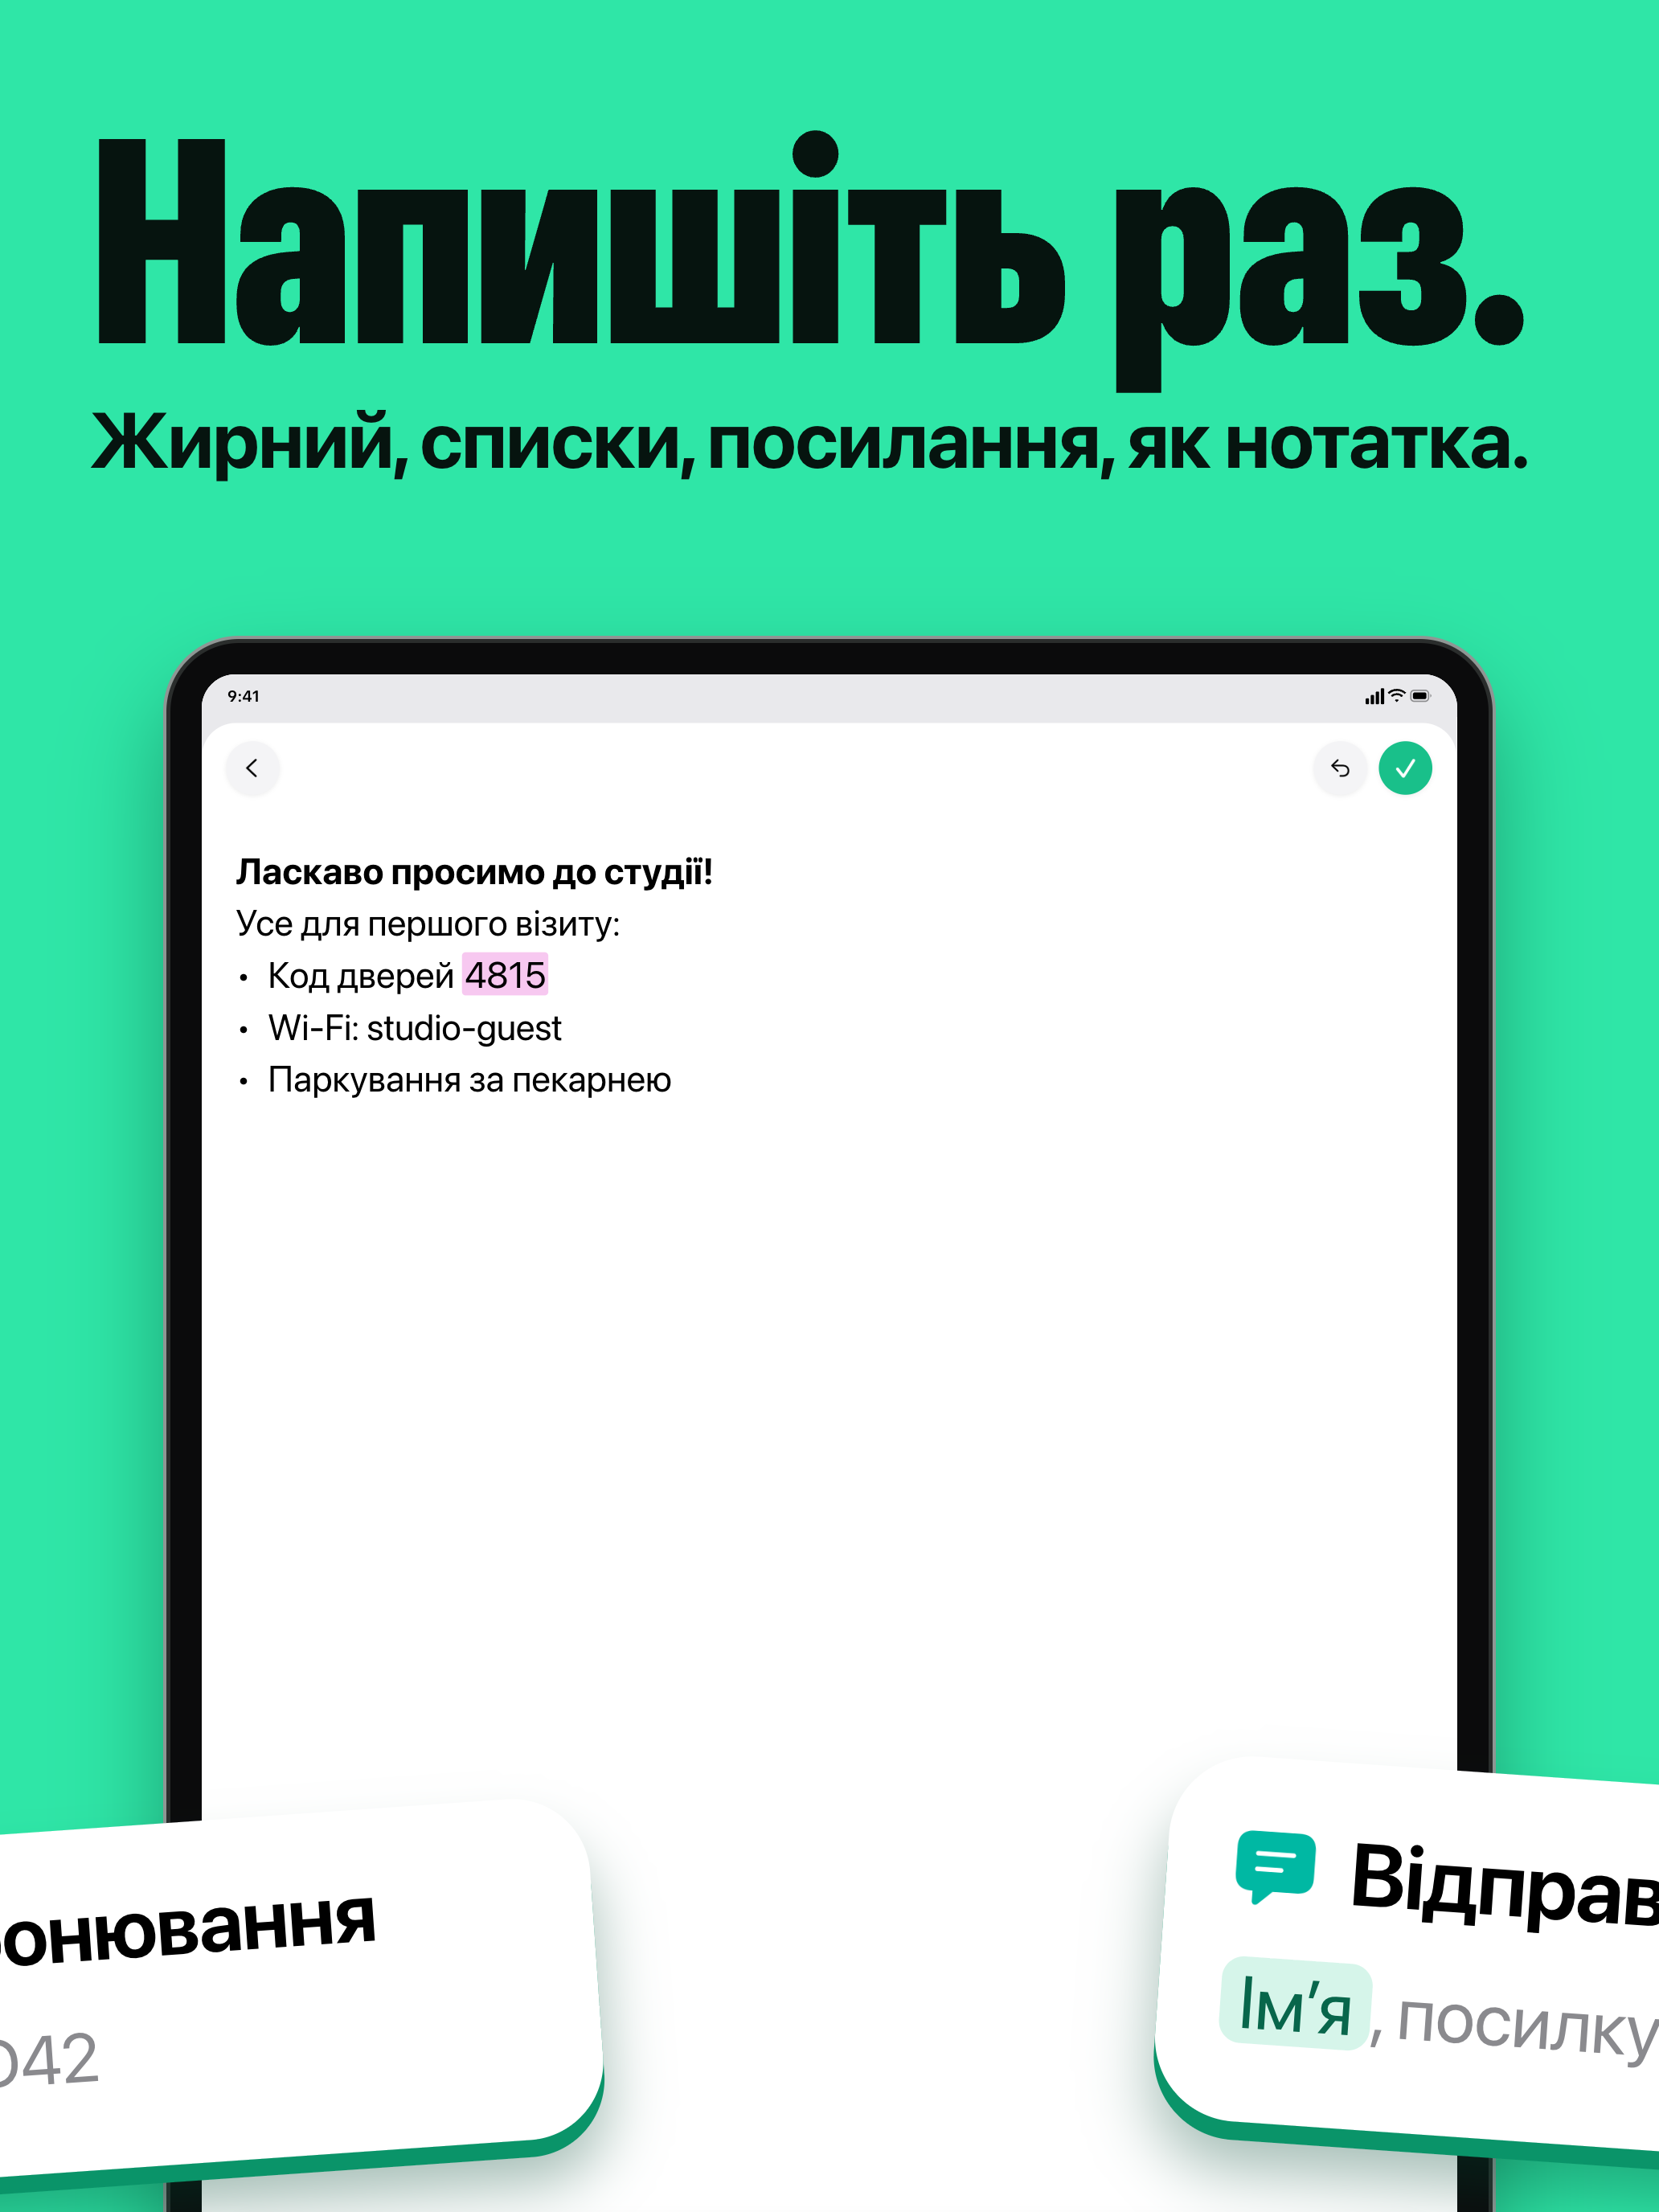 Напишіть раз.
Жирний, списки, посилання, як нотатка.
9:41
Ласкаво просимо до студії!
Усе для першого візиту:
• Код дверей 4815
• Wi-Fi: studio-guest
• Паркування за пекарнею
онювання
042
Відправ
Ім’я, посилку